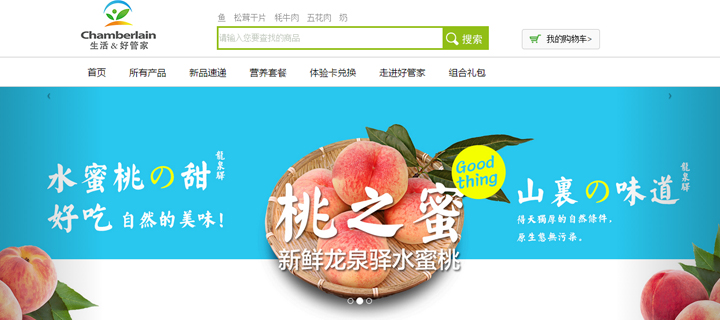 Chamberlain
生活&好管家
鱼 松茸干片 牦牛肉 五花肉 奶
请输入您要查找的商品
搜索
我的购物车>
首页 所有产品 新品速递 营养套餐 体验卡兑换 走进好管家 组合礼包
水蜜桃の甜
龍泉驿
好吃 自然的美味!
桃之蜜
新鲜龙泉驿水蜜桃
Good
thing
山裏の味道
龍泉驿
得天獨厚的自然條件,
原生態無污染。